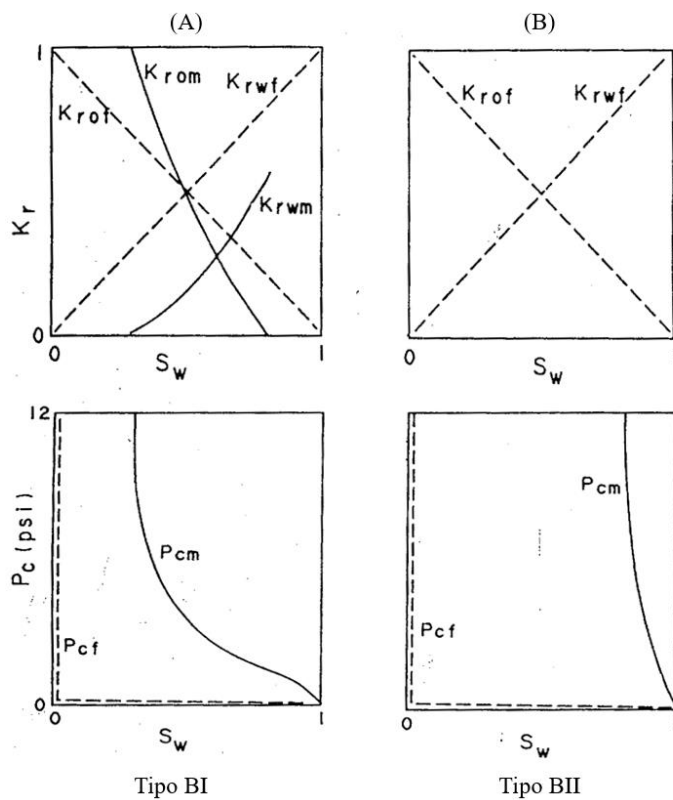 (A)
(B)
1
Krom
Krwf
Krof
Krwm
Kr
0
0
Sw
1
Krof
Krwf
0
Sw
12
Pc (psi)
Pcm
Pcf
0
0
Sw
1
Pcm
Pcf
0
Sw
Tipo BI
Tipo BII